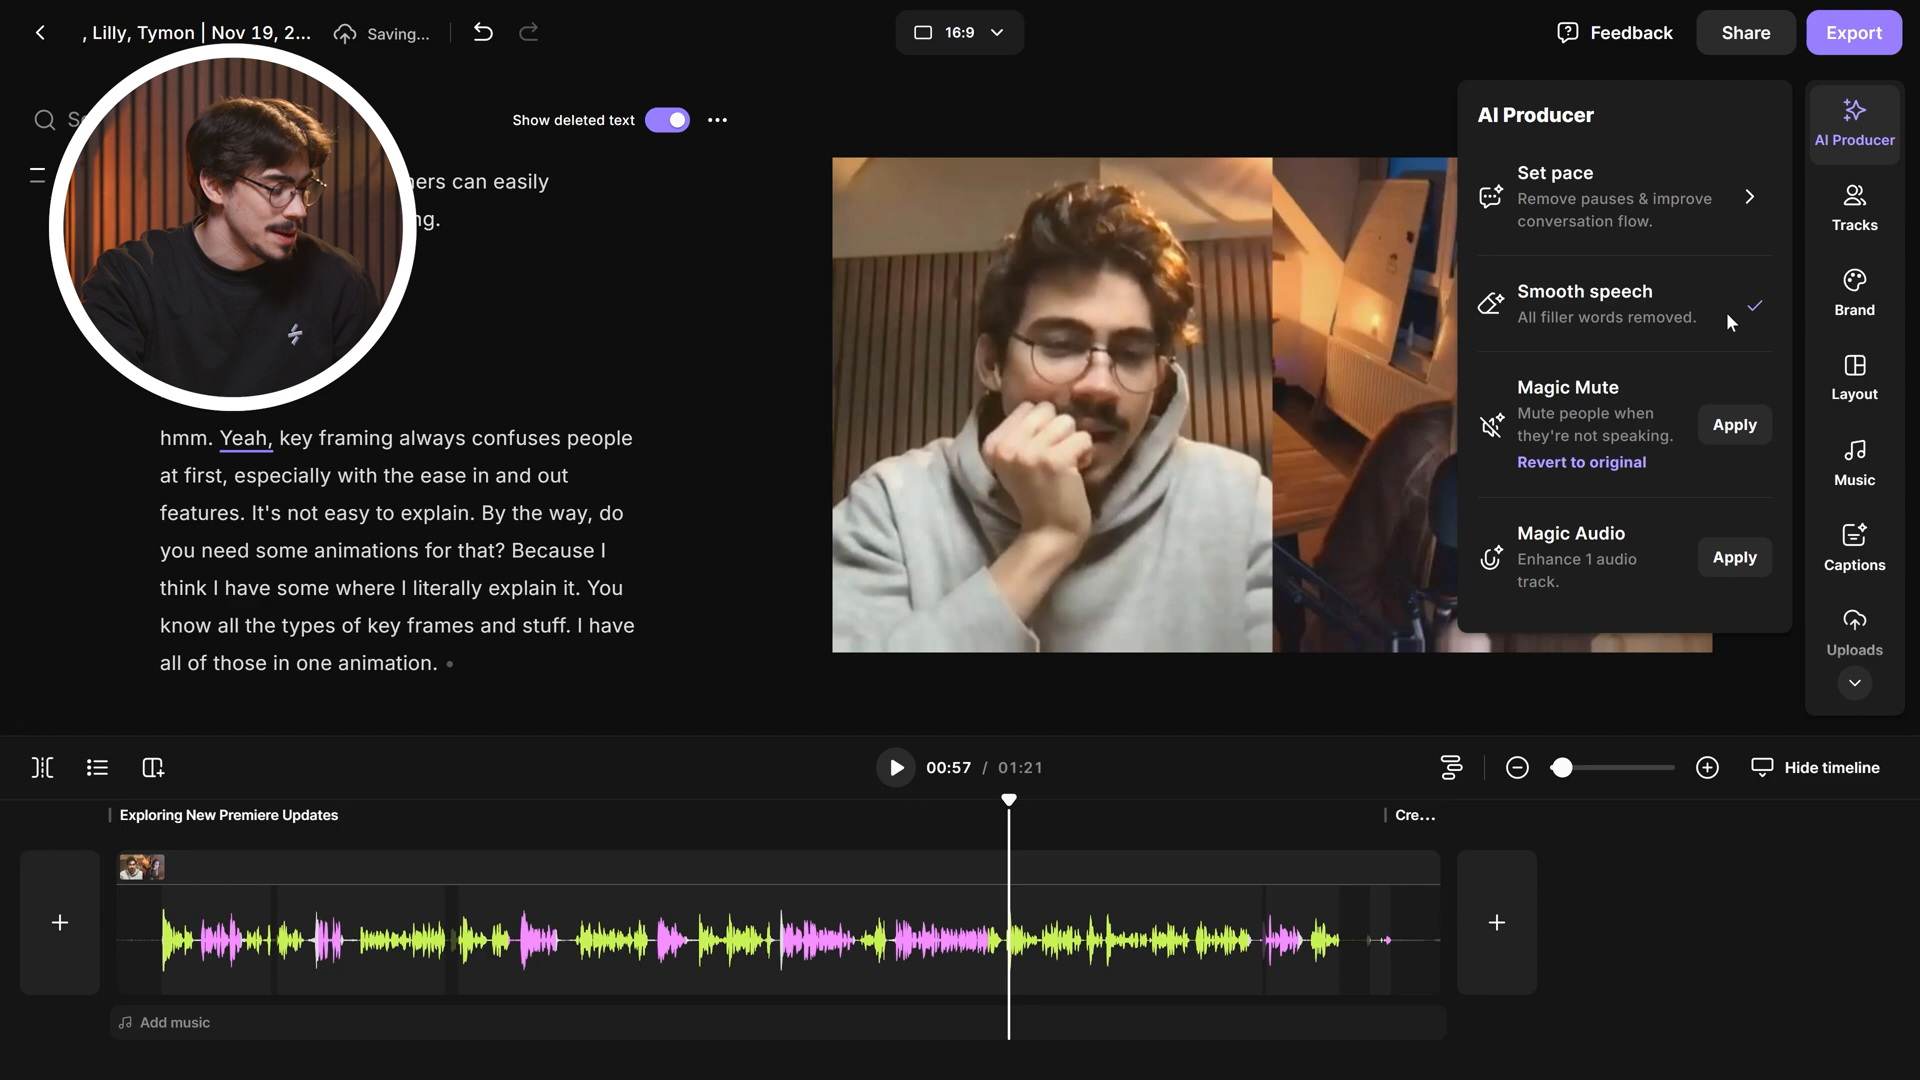 , Lilly, Tymon | Nov 19, 2...
Saving...
16:9
Feedback
Share
Export
Show deleted text
ers can easily
ng.
hmm. Yeah, key framing always confuses people
at first, especially with the ease in and out
features. It's not easy to explain. By the way, do
you need some animations for that? Because I
think I have some where I literally explain it. You
know all the types of key frames and stuff. I have
all of those in one animation.
AI Producer
Set pace
Remove pauses & improve
conversation flow.
Smooth speech
All filler words removed.
Magic Mute
Mute people when
they're not speaking.
Revert to original
Apply
Magic Audio
Enhance 1 audio
track.
Apply
AI Producer
Tracks
Brand
Layout
Music
Captions
Uploads
00:57 / 01:21
Hide timeline
Exploring New Premiere Updates
Cre...
Add music